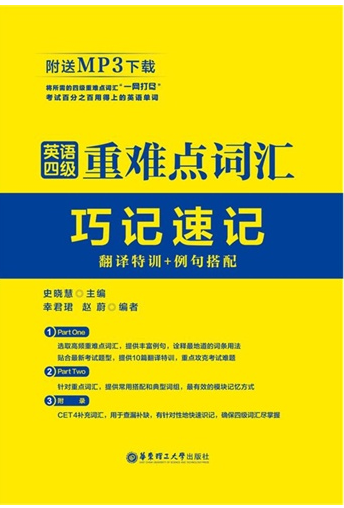 附送MP3下载
将所需的四级重难点词汇“一网打尽”
考试百分之百用得上的英语单词
英语四级 重难点词汇
巧记速记
翻译特训+例句搭配
史晓慧◎主编
幸君珺 赵蔚◎编者
1 Part One
选取高频重难点词汇，提供丰富例句，诠释最地道的词条用法
贴合最新考试题型，提供10篇翻译特训，重点攻克考试难题
2 Part Two
针对重点词汇，提供常用搭配和典型词组，最有效的模块记忆方式
3 附录
CET4补充词汇，用于查漏补缺，有针对性地快速识记，确保四级词汇尽掌握
华东理工大学出版社